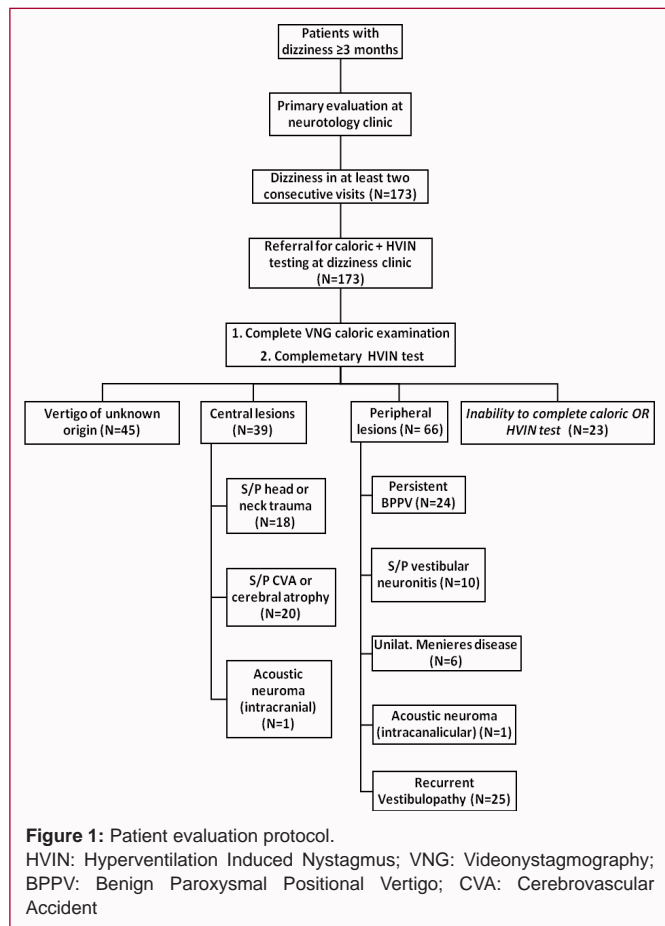 Patients with
dizziness ≥3 months
Primary evaluation at
neurotology clinic
Dizziness in at least two
consecutive visits (N=173)
Referral for caloric + HVIN
testing at dizziness clinic
(N=173)
1. Complete VNG caloric examination
2. Complemetary HVIN test
Vertigo of unknown
origin (N=45)
Central lesions
(N=39)
Peripheral
lesions (N= 66)
Inability to complete caloric OR
HVIN test (N=23)
S/P head or
neck trauma
(N=18)
S/P CVA or
cerebral atrophy
(N=20)
Acoustic
neuroma
(intracranial)
(N=1)
Persistent
BPPV (N=24)
S/P vestibular
neuronitis (N=10)
Unilat. Menieres disease
(N=6)
Acoustic neuroma
(intracanalicular) (N=1)
Recurrent
Vestibulopathy (N=25)
Figure 1: Patient evaluation protocol.
HVIN: Hyperventilation Induced Nystagmus; VNG: Videonystagmography;
BPPV: Benign Paroxysmal Positional Vertigo; CVA: Cerebrovascular
Accident